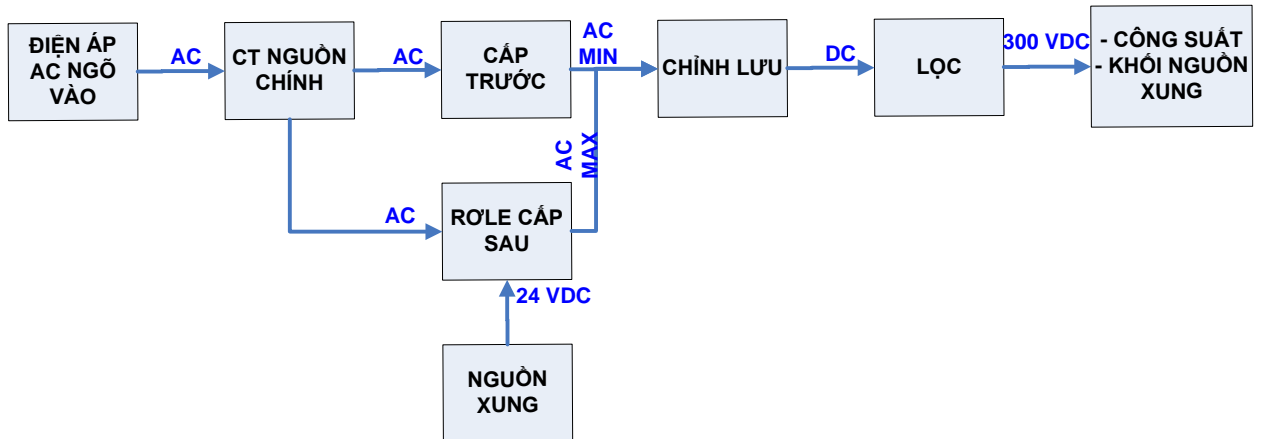 ĐIỆN ÁP
AC NGÕ
VÀO
AC
CT NGUỒN
CHÍNH
AC
CẤP
TRƯỚC
AC
MIN
CHỈNH LƯU
DC
LỌC
300 VDC
- CÔNG SUẤT
- KHỐI NGUỒN
XUNG
AC
MAX
AC
RƠLE CẤP
SAU
24 VDC
NGUỒN
XUNG